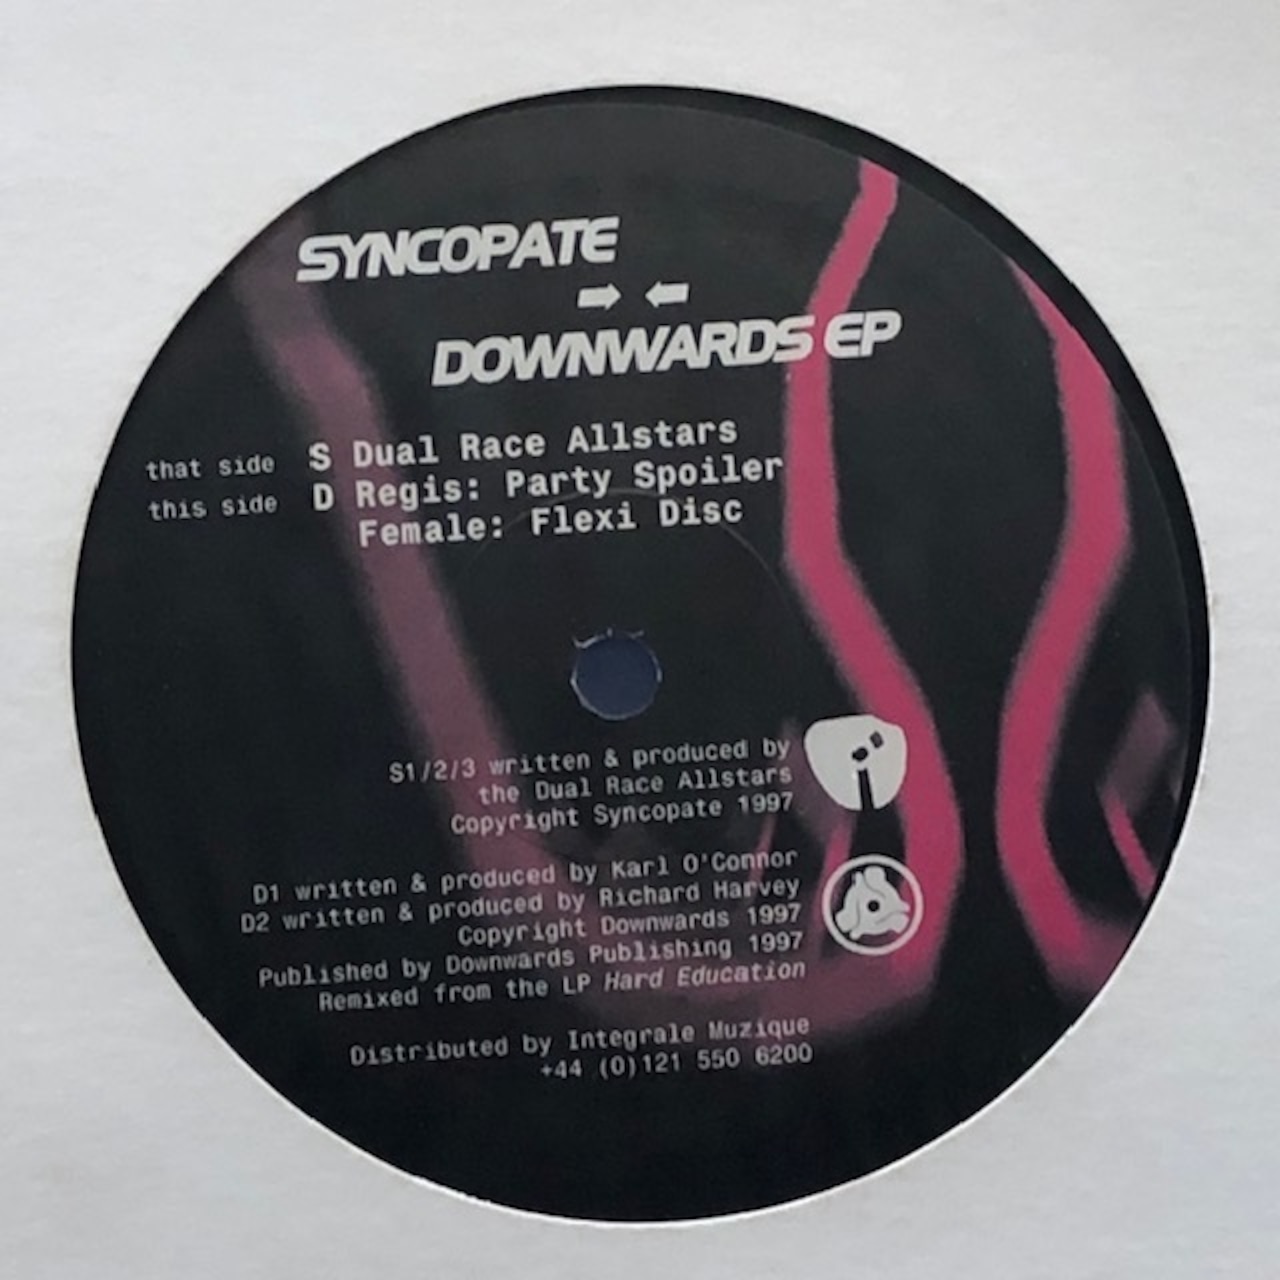 SYNCOPATE
DOWNWARDS EP
that side S Dual Race Allstars
this side D Regis: Party Spoiler
Female: Flexi Disc
S1/2/3 written & produced by
the Dual Race Allstars
Copyright Syncopate 1997
D1 written & produced by Karl O'Connor
D2 written & produced by Richard Harvey
Copyright Downwards 1997
Published by Downwards Publishing 1997
Remixed from the LP Hard Education
Distributed by Integrale Muzique
+44 (0)121 550 6200